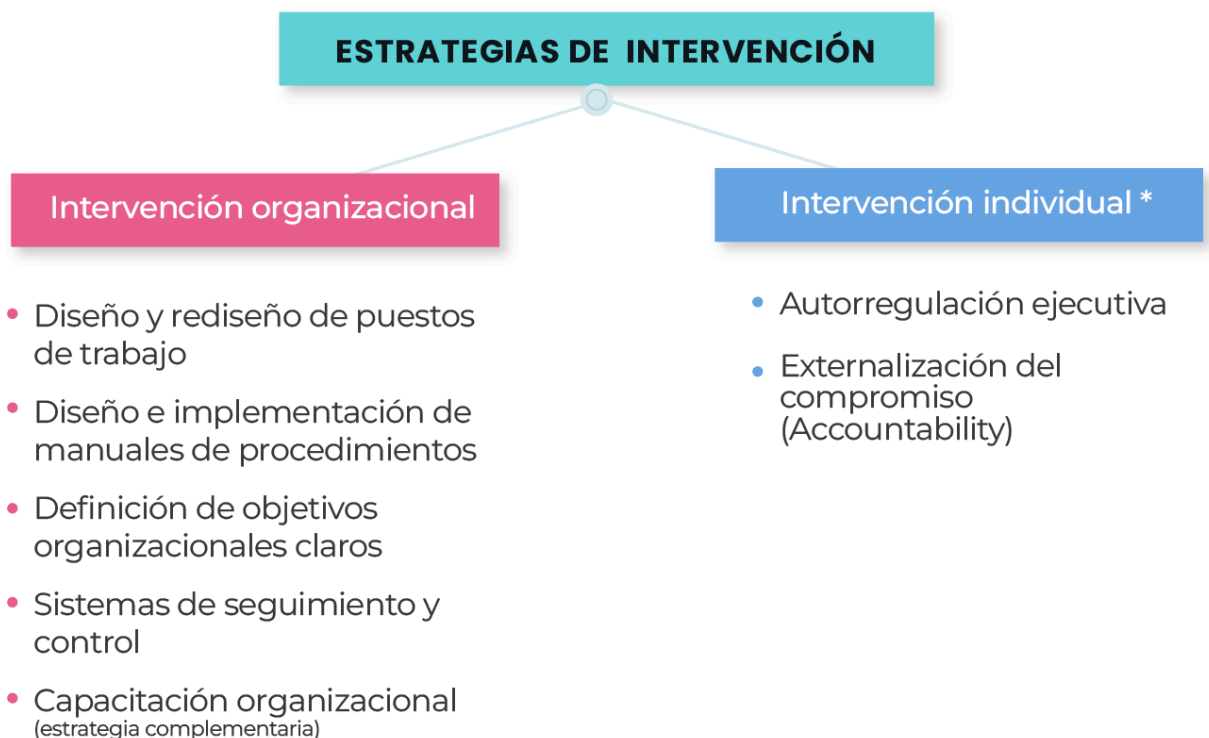 ESTRATEGIAS DE INTERVENCIÓN
Intervención organizacional
• Diseño y rediseño de puestos
de trabajo
• Diseño e implementación de
manuales de procedimientos
• Definición de objetivos
organizacionales claros
• Sistemas de seguimiento y
control
• Capacitación organizacional
(estrategia complementaria)
Intervención individual *
• Autorregulación ejecutiva
• Externalización del
compromiso
(Accountability)